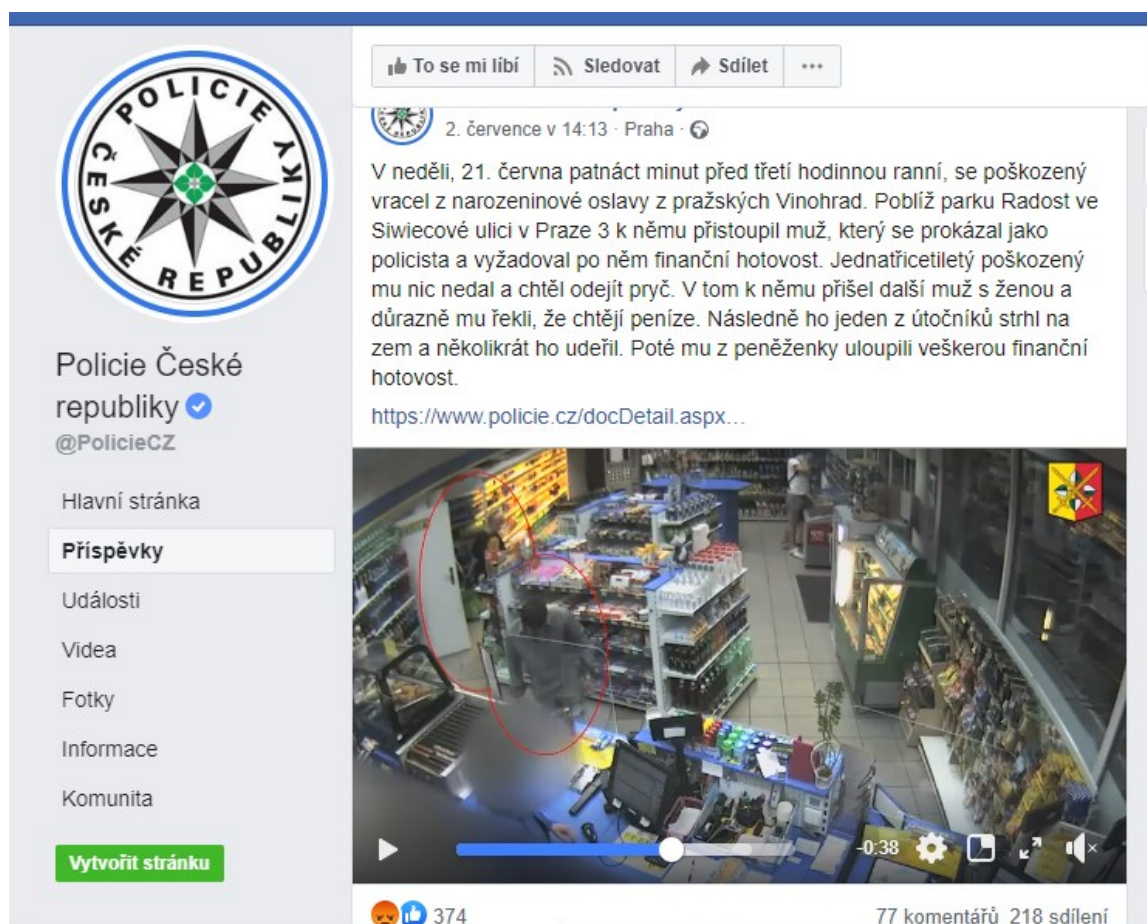 POLICIE ČESKÉ REPUBLIKY
Policie České
republiky
@PolicieCZ
Hlavní stránka
Příspěvky
Události
Videa
Fotky
Informace
Komunita
Vytvořit stránku
To se mi líbí
Sledovat
Sdílet
2. července v 14:13 · Praha ·
V neděli, 21. června patnáct minut před třetí hodinnou ranní, se poškozený
vracel z narozeninové oslavy z pražských Vinohrad. Poblíž parku Radost ve
Siwiecové ulici v Praze 3 k němu přistoupil muž, který se prokázal jako
policista a vyžadoval po něm finanční hotovost. Jednatřicetiletý poškozený
mu nic nedal a chtěl odejít pryč. V tom k němu přišel další muž s ženou a
důrazně mu řekli, že chtějí peníze. Následně ho jeden z útočníků strhl na
zem a několikrát ho udeřil. Poté mu z peněženky uloupili veškerou finanční
hotovost.
https://www.policie.cz/docDetail.aspx...
-0:38
374
77 komentářů 218 sdílení